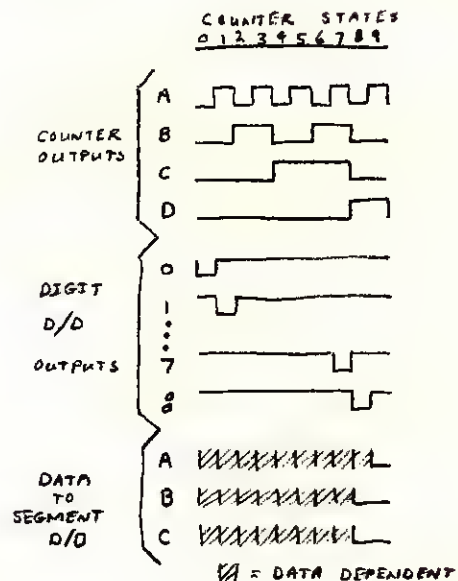 COUNTER STATES
0 1 2 3 4 5 6 7 8 9
A
B
COUNTER
OUTPUTS
C
D
0
DIGIT
D/D
1
OUTPUTS
7
8
A
DATA
TO
SEGMENT
D/D
B
C
= DATA DEPENDENT